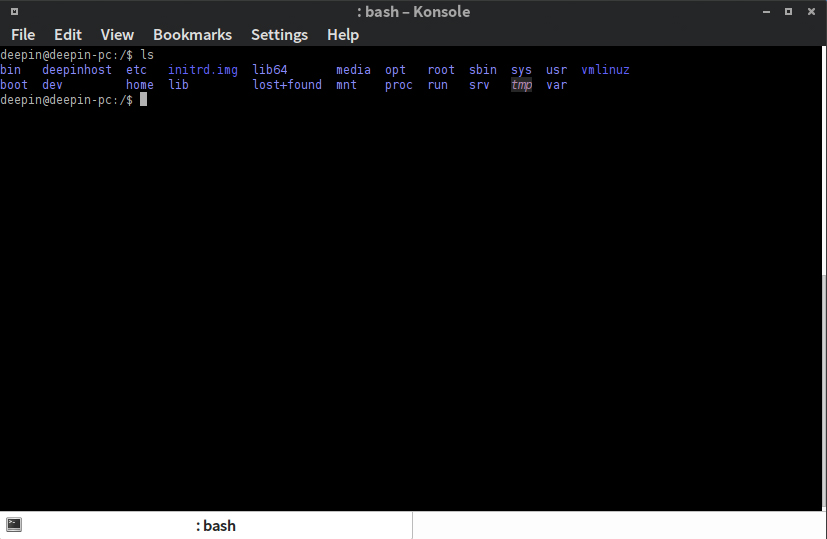 : bash – Konsole
File Edit View Bookmarks Settings Help
deepin@deepin-pc:/$ ls
bin deepinhost etc initrd.img lib64 media opt root sbin sys usr vmlinuz
boot dev home lib lost+found mnt proc run srv tmp var
deepin@deepin-pc:/$
: bash